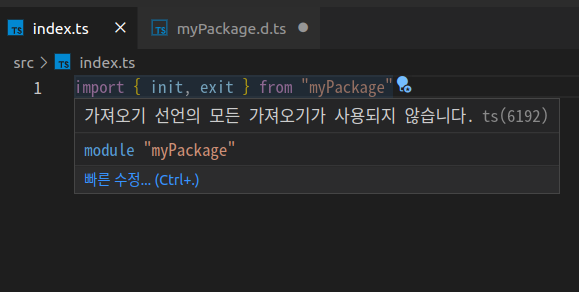 TS index.ts × TS myPackage.d.ts
src > TS index.ts
1 import { init, exit } from "myPackage"
가져오기 선언의 모든 가져오기가 사용되지 않습니다. ts(6192)
module "myPackage"
빠른 수정... (Ctrl+.)